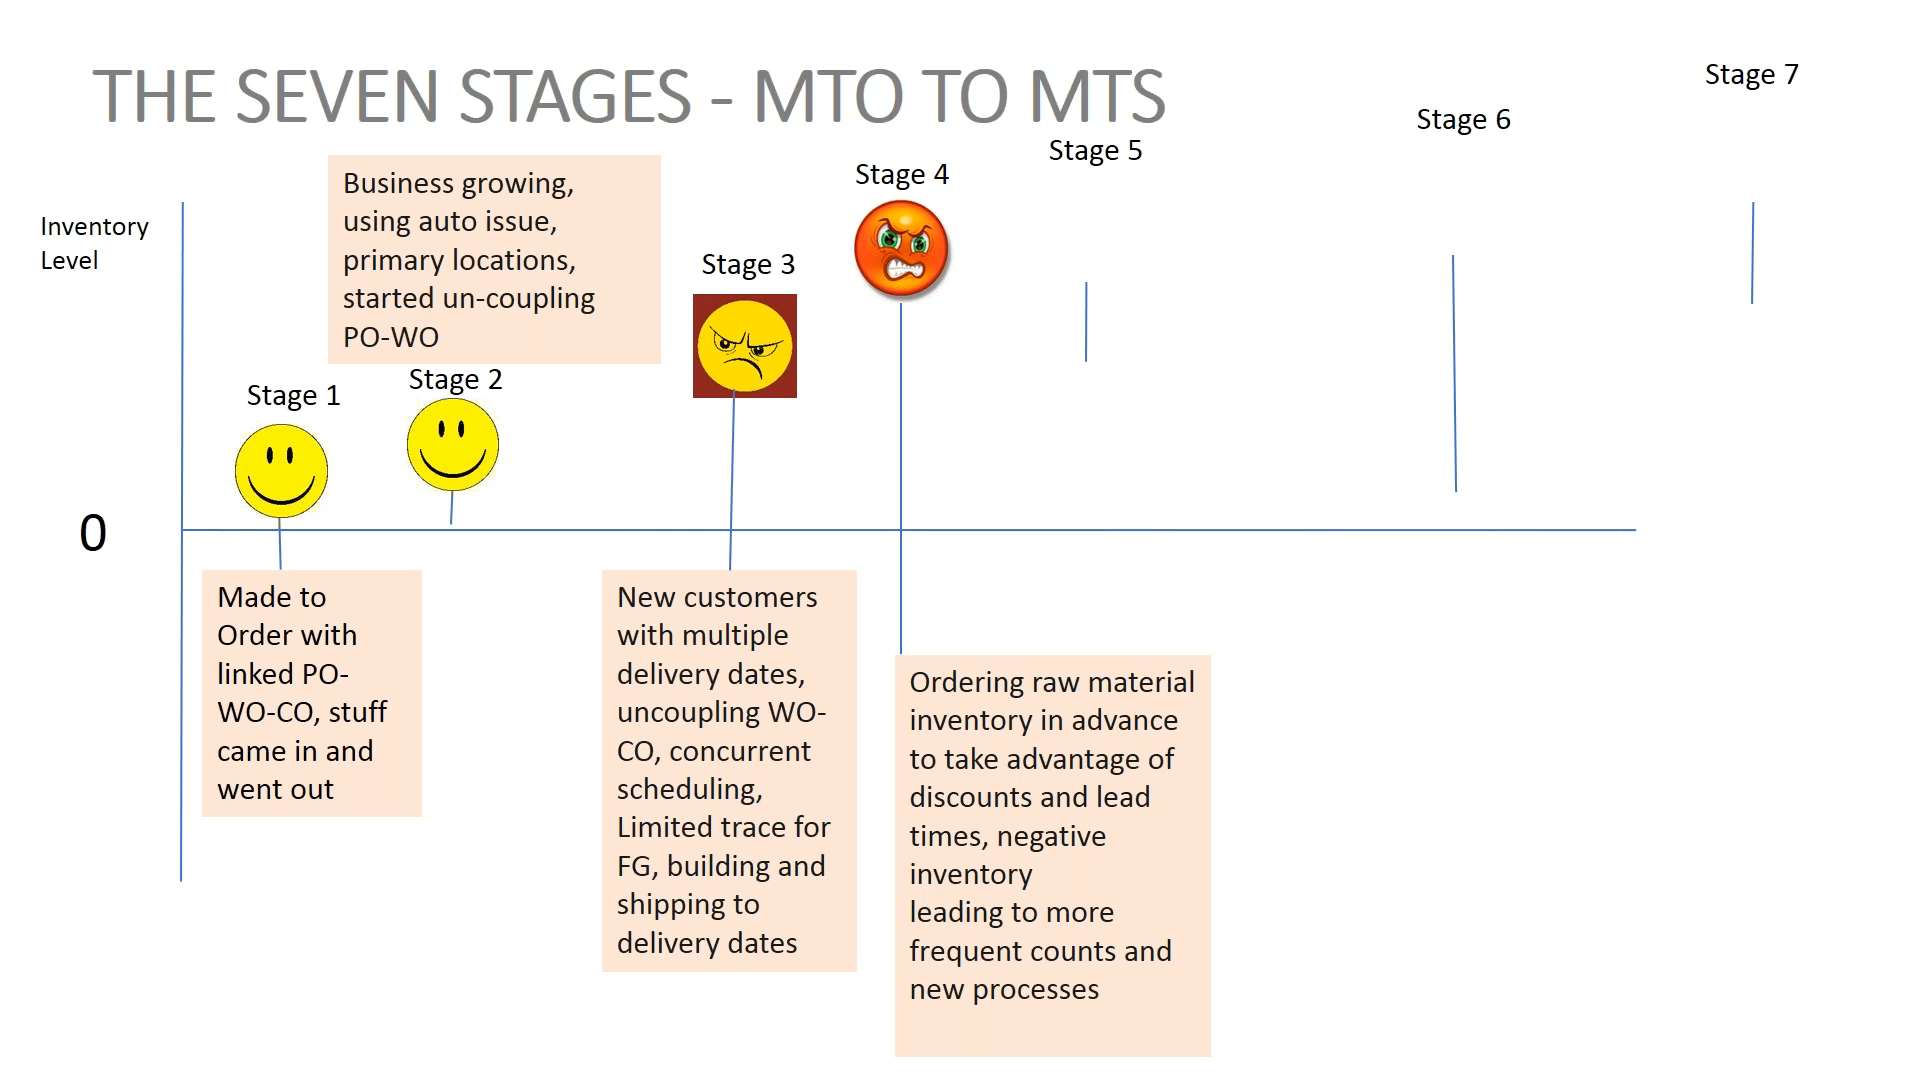 THE SEVEN STAGES - MTO TO MTS
Stage 7
Stage 6
Stage 5
Stage 4
Business growing,
using auto issue,
primary locations,
started un-coupling
PO-WO
Inventory
Level
Stage 3
Stage 2
Stage 1
0
Made to
Order with
linked PO-
WO-CO, stuff
came in and
went out
New customers
with multiple
delivery dates,
uncoupling WO-
CO, concurrent
scheduling,
Limited trace for
FG, building and
shipping to
delivery dates
Ordering raw material
inventory in advance
to take advantage of
discounts and lead
times, negative
inventory
leading to more
frequent counts and
new processes